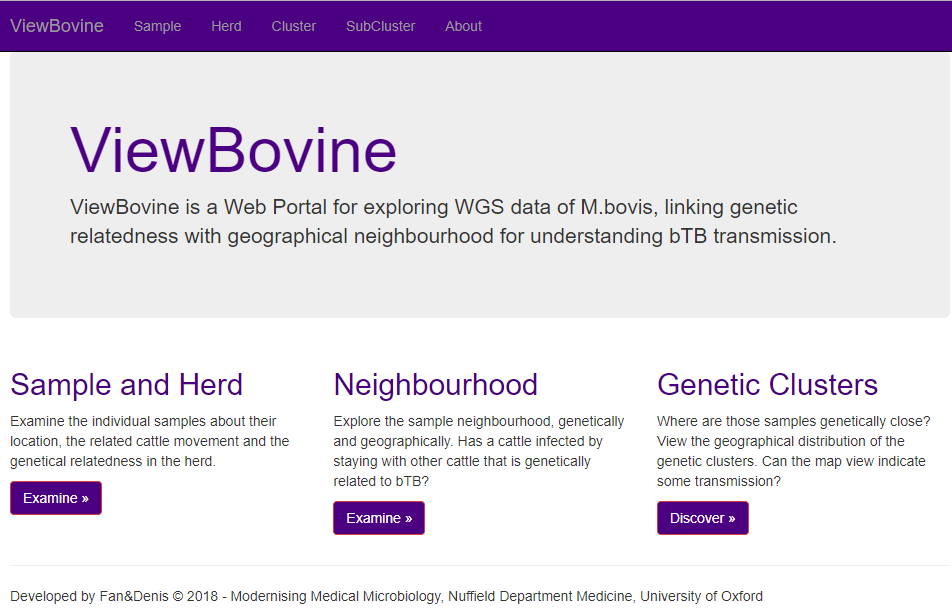 ViewBovine Sample Herd Cluster SubCluster About
ViewBovine
ViewBovine is a Web Portal for exploring WGS data of M.bovis, linking genetic
relatedness with geographical neighbourhood for understanding bTB transmission.
Sample and Herd
Examine the individual samples about their
location, the related cattle movement and the
genetical relatedness in the herd.
Examine »
Neighbourhood
Explore the sample neighbourhood, genetically
and geographically. Has a cattle infected by
staying with other cattle that is genetically
related to bTB?
Examine »
Genetic Clusters
Where are those samples genetically close?
View the geographical distribution of the
genetic clusters. Can the map view indicate
some transmission?
Discover »
Developed by Fan&Denis © 2018 - Modernising Medical Microbiology, Nuffield Department Medicine, University of Oxford